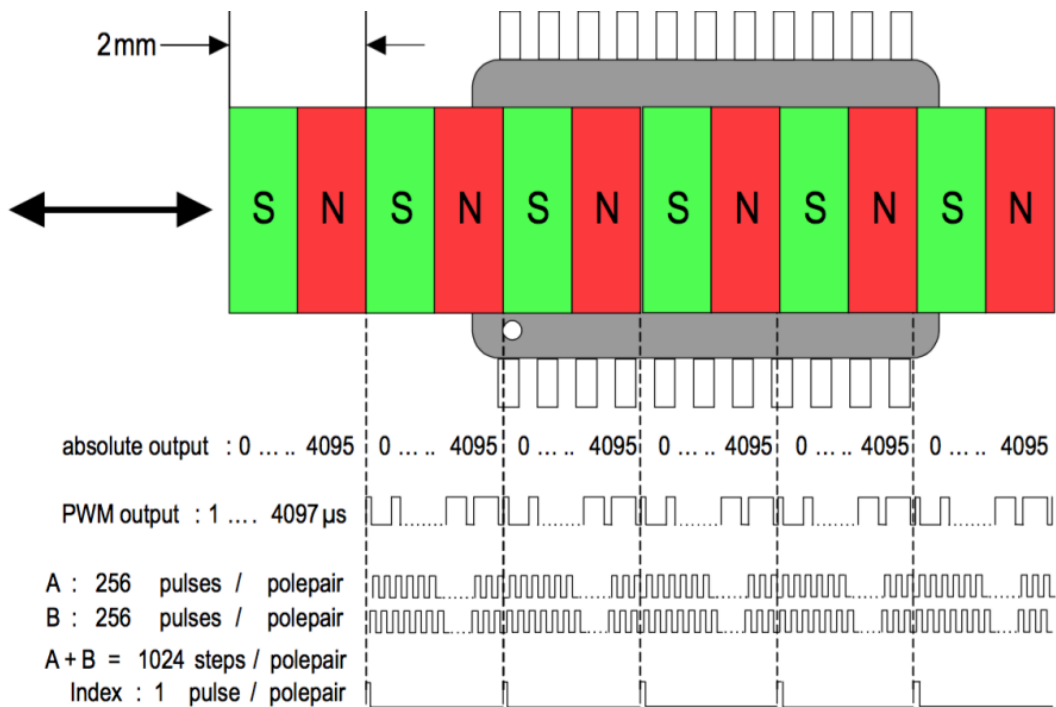 2mm
S N S N S N S N S N S N
absolute output : 0 ... .. 4095 0 ... .. 4095 0 ... .. 4095 0 ... .. 4095 0 ... .. 4095 0 ... .. 4095
PWM output : 1 .... 4097 µs
A : 256 pulses / polepair
B : 256 pulses / polepair
A + B = 1024 steps / polepair
Index : 1 pulse / polepair